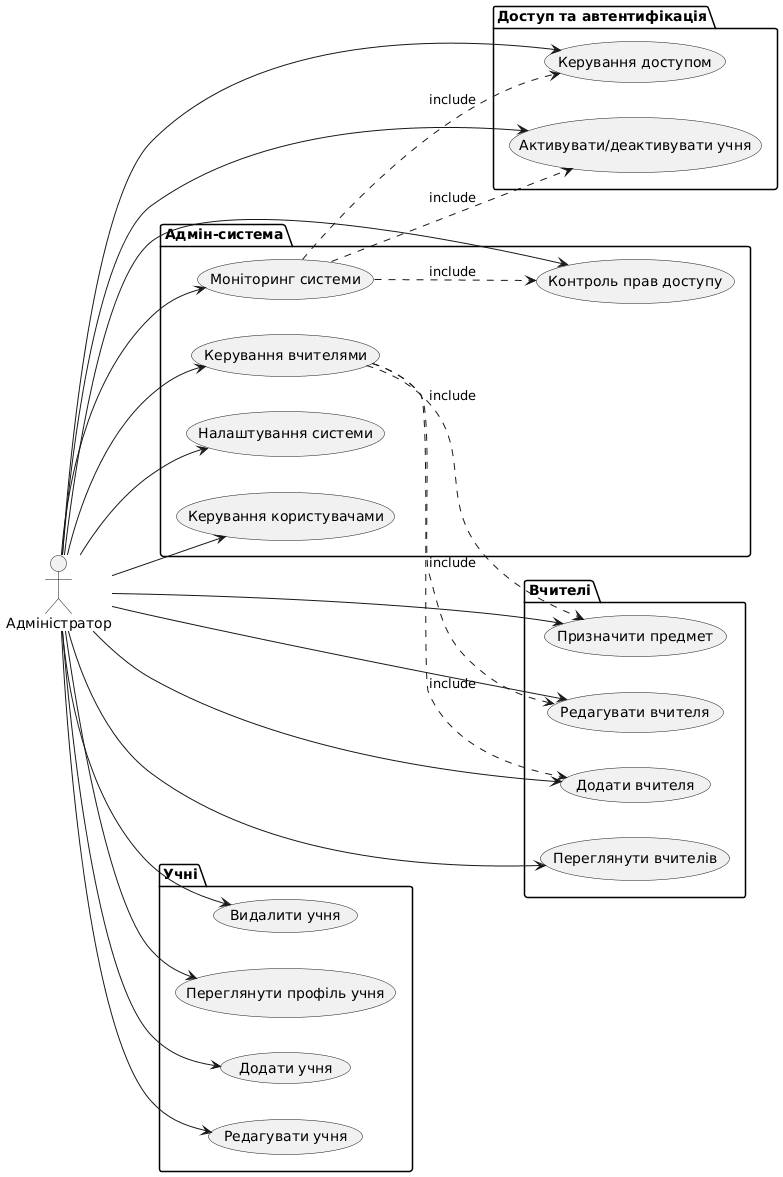 Доступ та автентифікація
Керування доступом
include
Активувати/деактивувати учня
include
Адмін-система
Моніторинг системи
include
Контроль прав доступу
Керування вчителями
include
Налаштування системи
Керування користувачами
include
Вчителі
Адміністратор
Призначити предмет
include
Редагувати вчителя
Додати вчителя
Переглянути вчителів
Учні
Видалити учня
Переглянути профіль учня
Додати учня
Редагувати учня